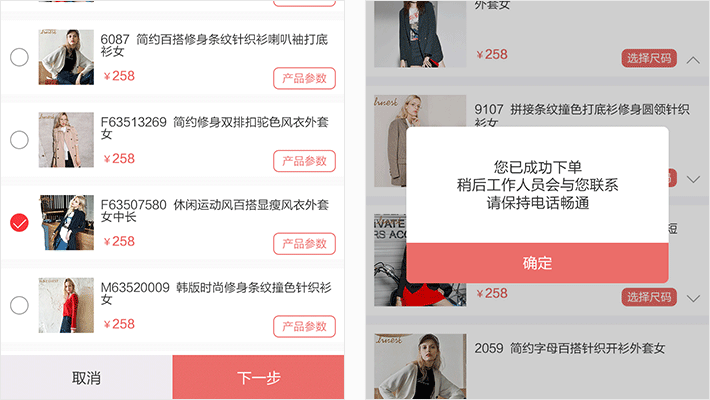 6087 简约百搭修身条纹针织衫喇叭袖打底
衫女
￥258
产品参数
F63513269 简约修身双排扣驼色风衣外套
女
￥258
产品参数
F63507580 休闲运动风百搭显瘦风衣外套
女中长
￥258
产品参数
M63520009 韩版时尚修身条纹撞色针织衫
女
￥258
产品参数
取消
下一步
外套女
￥258
选择尺码
9107 拼接条纹撞色打底衫修身圆领针织
衫女
您已成功下单
稍后工作人员会与您联系
请保持电话畅通
确定
短
￥258
选择尺码
2059 简约字母百搭针织开衫外套女